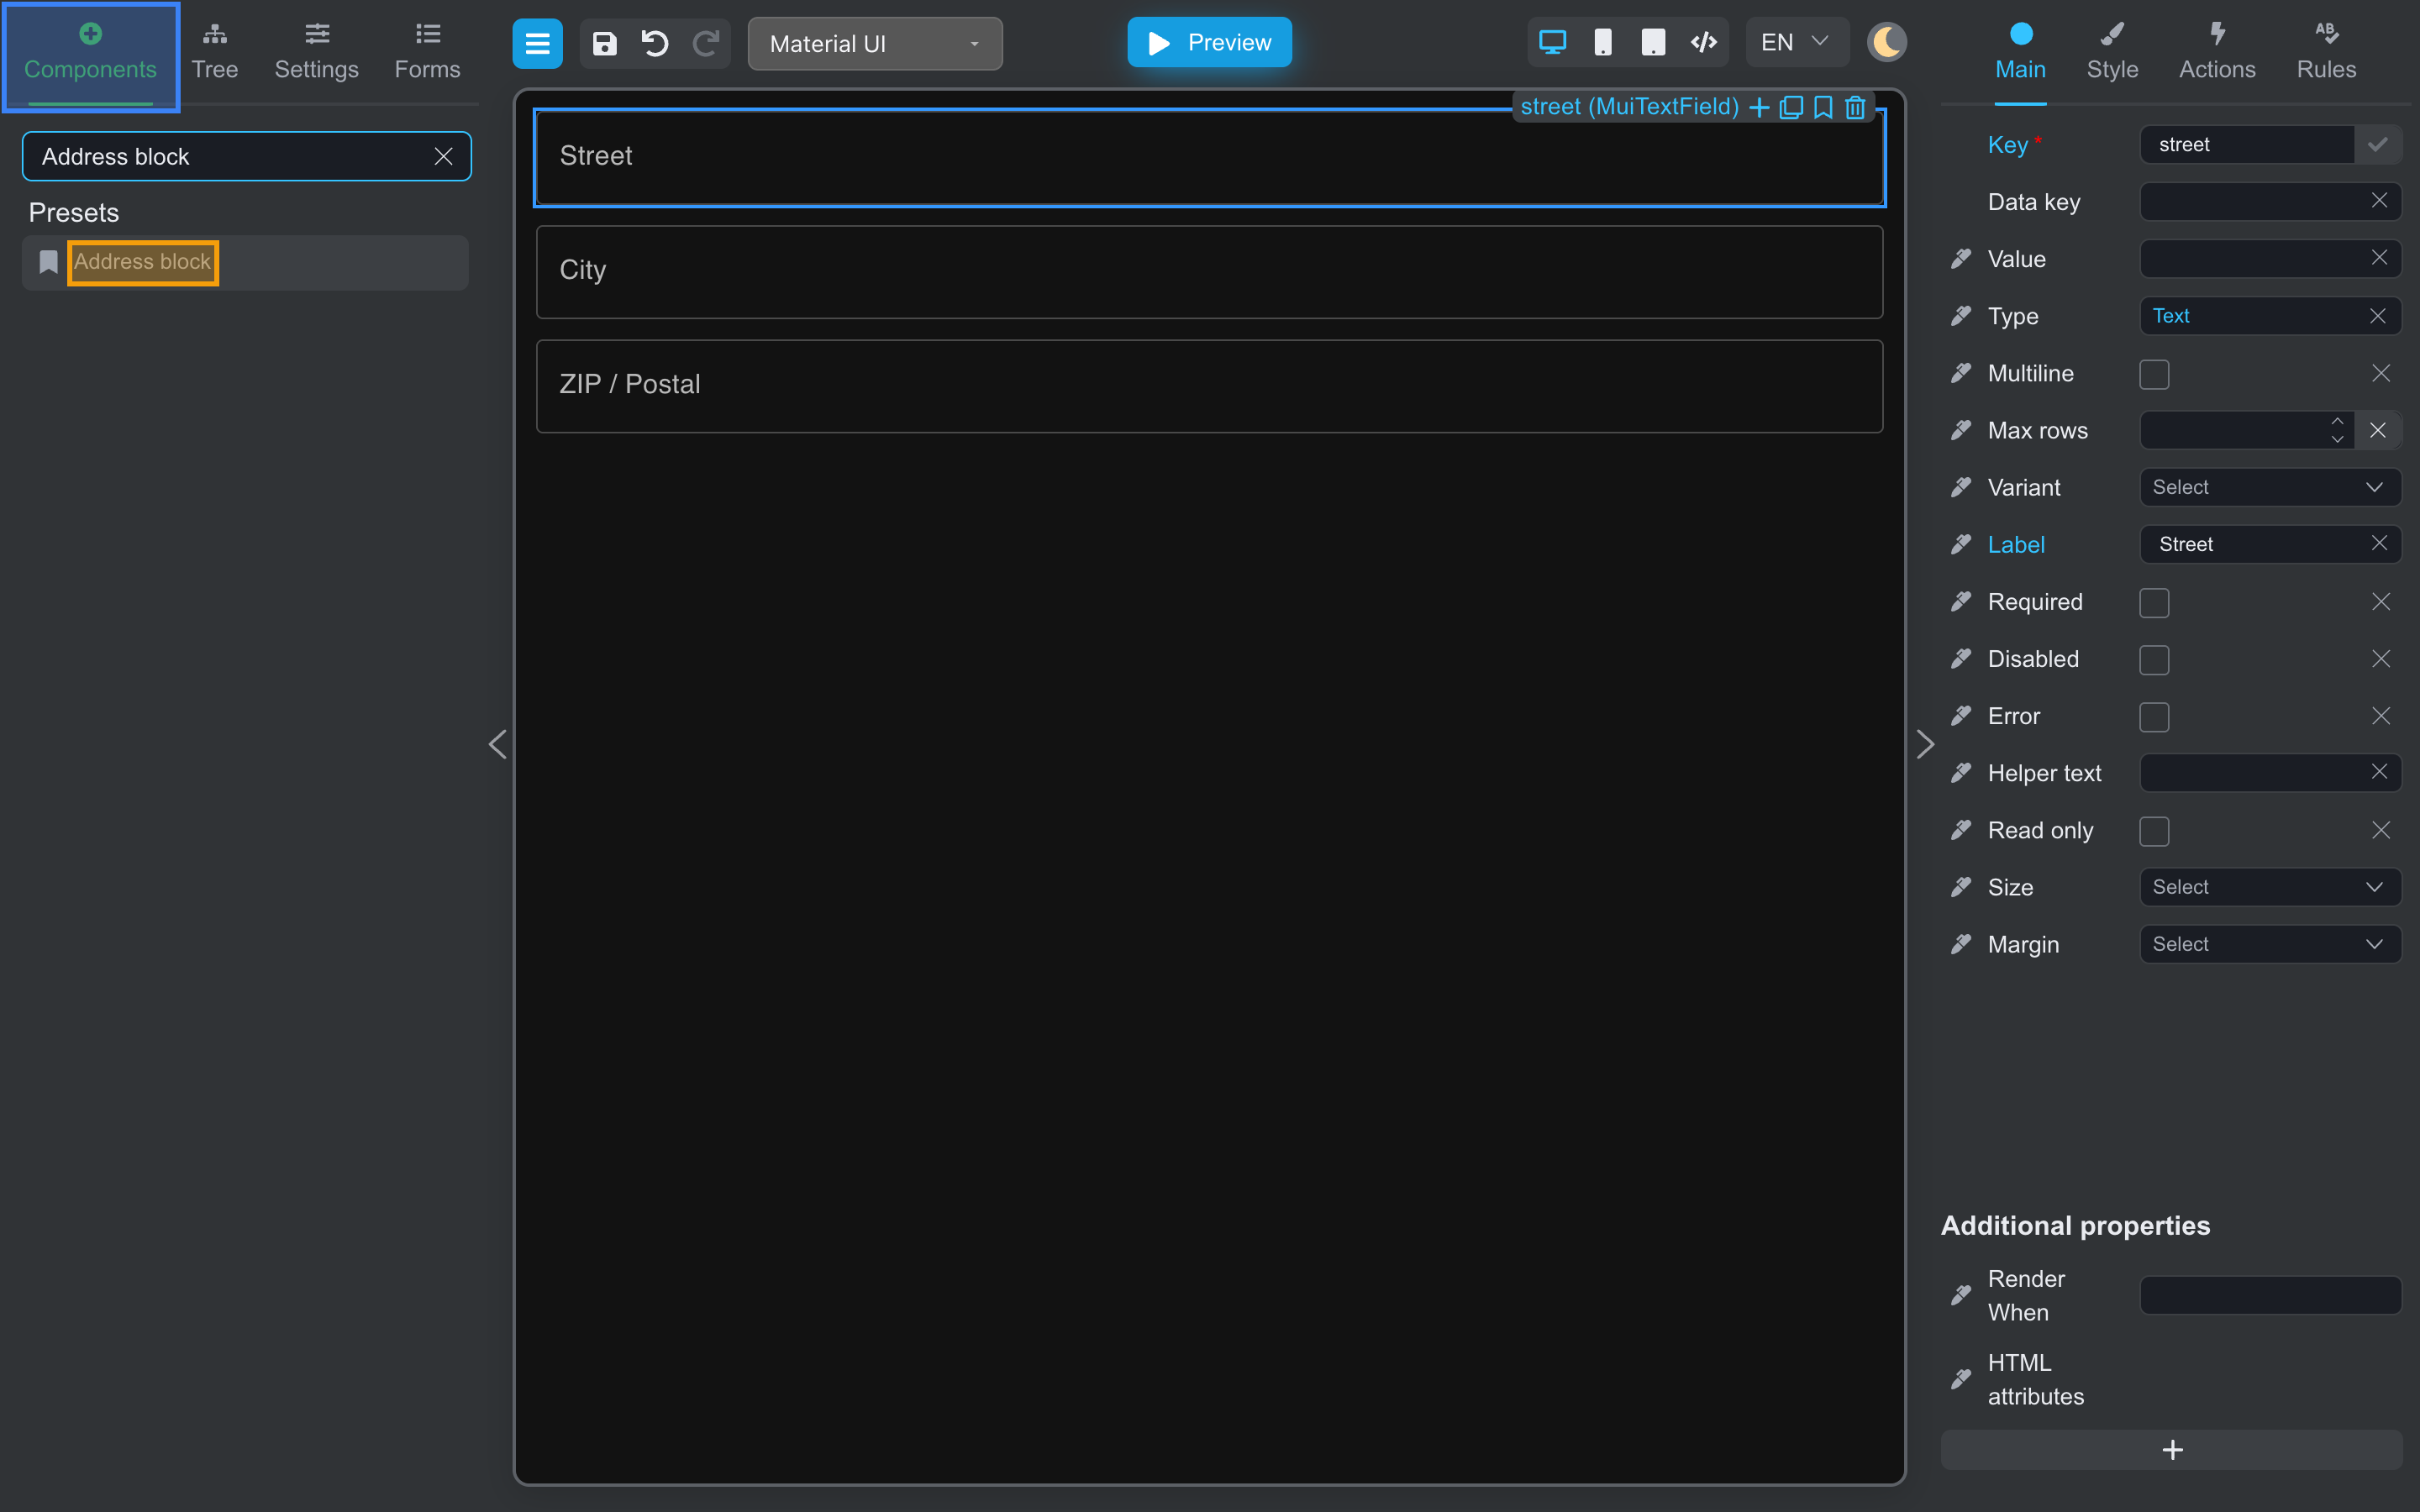 Components
Tree
Settings
Forms
Material UI
Preview
EN
Main
Style
Actions
Rules
Address block
Presets
Address block
street (MuiTextField)
Street
City
ZIP / Postal
Key *
street
Data key
Value
Type
Text
Multiline
Max rows
Variant
Select
Label
Street
Required
Disabled
Error
Helper text
Read only
Size
Select
Margin
Select
Additional properties
Render
When
HTML
attributes